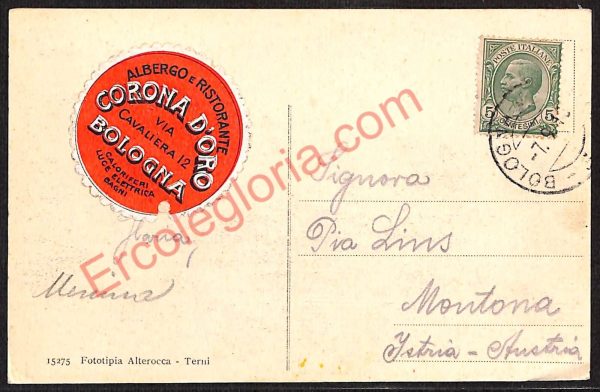 ALBERGO E RISTORANTE
CORONA D'ORO
VIA
CAVALIERA 12
BOLOGNA
CALORIFERI
LUCE ELETTRICA
BAGNI
POSTE ITALIANE
5
BOLOGNA
Signora
Pia Lins
Montona
Istria - Austria
15275 Fototipia Alterocca - Terni
Ercolegloria.com